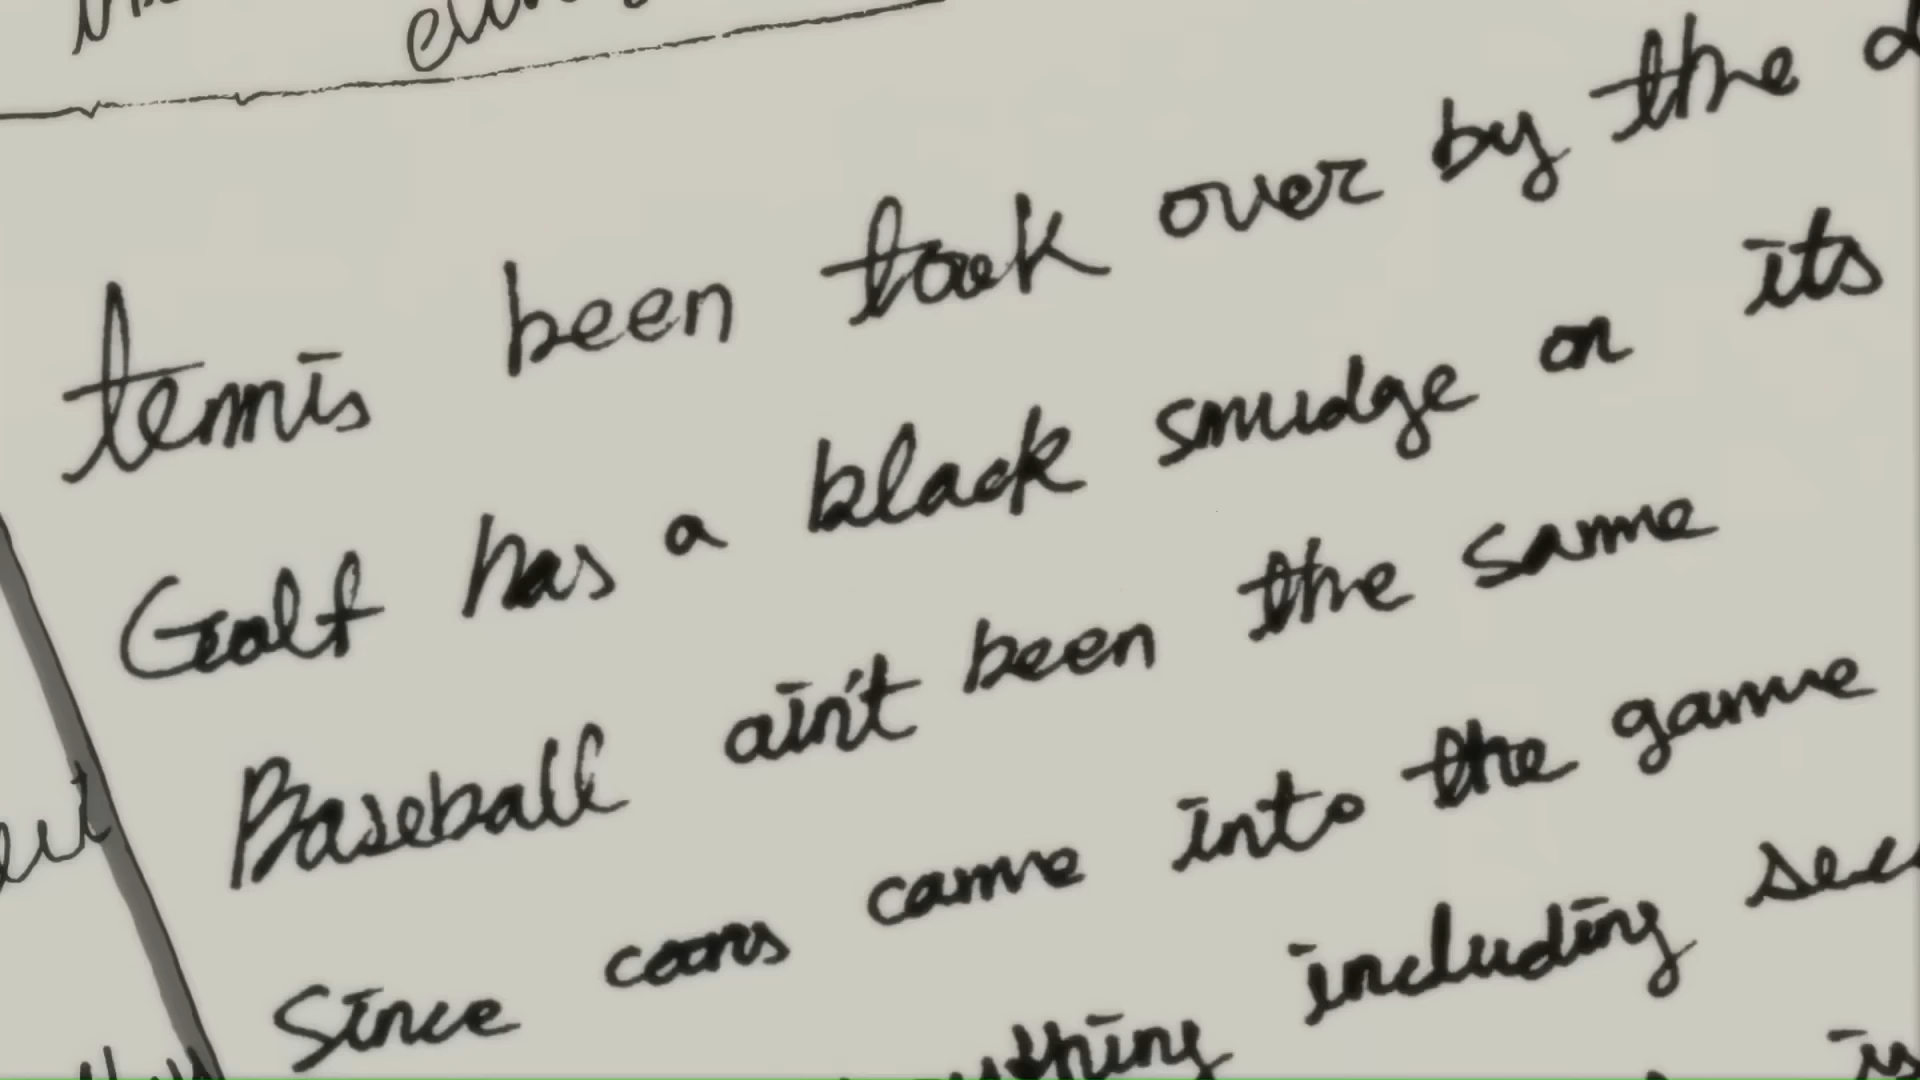 tennis been took over by the
Golf has a black smudge on its
Baseball ain't been the same
Since coons came into the game
including
is